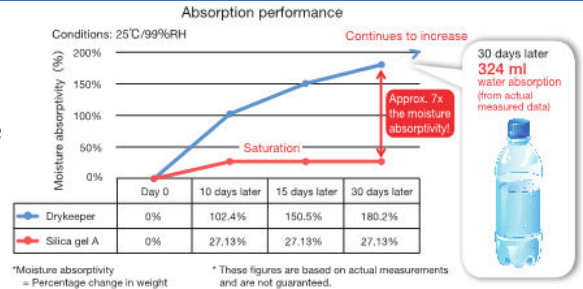 Absorption performance
Conditions: 25℃/99%RH
Continues to increase
Moisture absorptivity (%)
200%
150%
100%
50%
0%
Approx. 7x
the moisture
absorptivity!
Saturation
30 days later
324 ml
water absorption
(from actual
measured data)
Day 0 10 days later 15 days later 30 days later
Drykeeper 0% 102.4% 150.5% 180.2%
Silica gel A 0% 27.13% 27.13% 27.13%
*Moisture absorptivity
= Percentage change in weight
* These figures are based on actual measurements
and are not guaranteed.